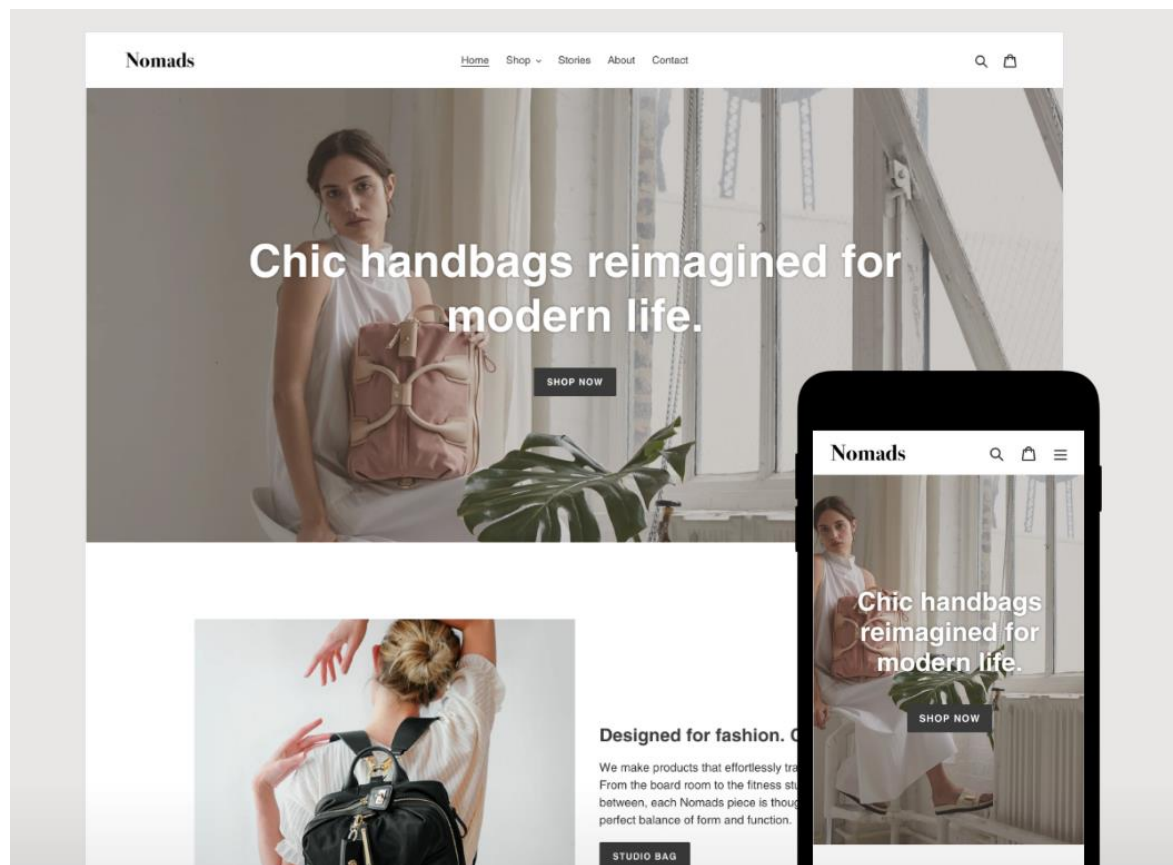 Nomads
Home Shop Stories About Contact
Chic handbags reimagined for
modern life.
SHOP NOW
Designed for fashion.
We make products that effortlessly
From the board room to the fitness
between, each Nomads piece is
perfect balance of form and function.
STUDIO BAG
Nomads
Chic handbags
reimagined for
modern life.
SHOP NOW